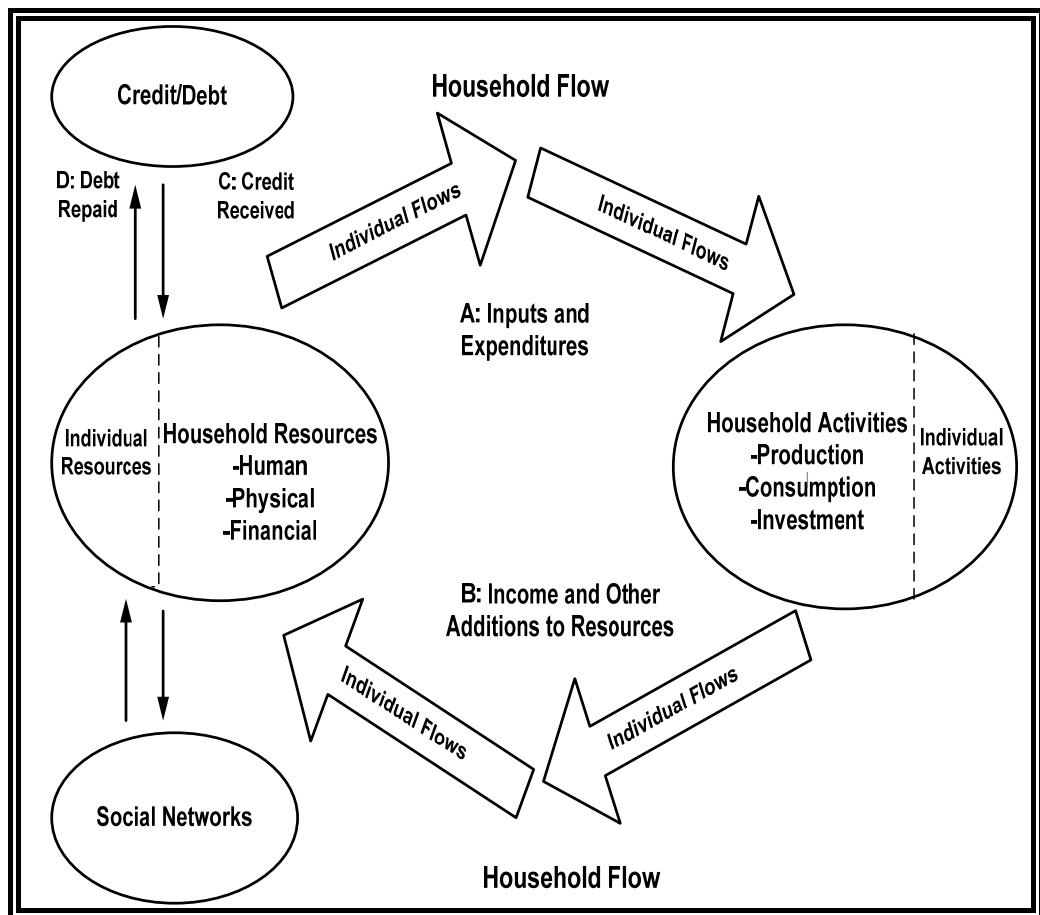 Credit/Debt
Household Flow
D: Debt
Repaid
C: Credit
Received
Individual Flows
Individual Flows
A: Inputs and
Expenditures
Individual
Resources
Household Resources
-Human
-Physical
-Financial
Household Activities
-Production
-Consumption
-Investment
Individual
Activities
B: Income and Other
Additions to Resources
Individual Flows
Individual Flows
Social Networks
Household Flow